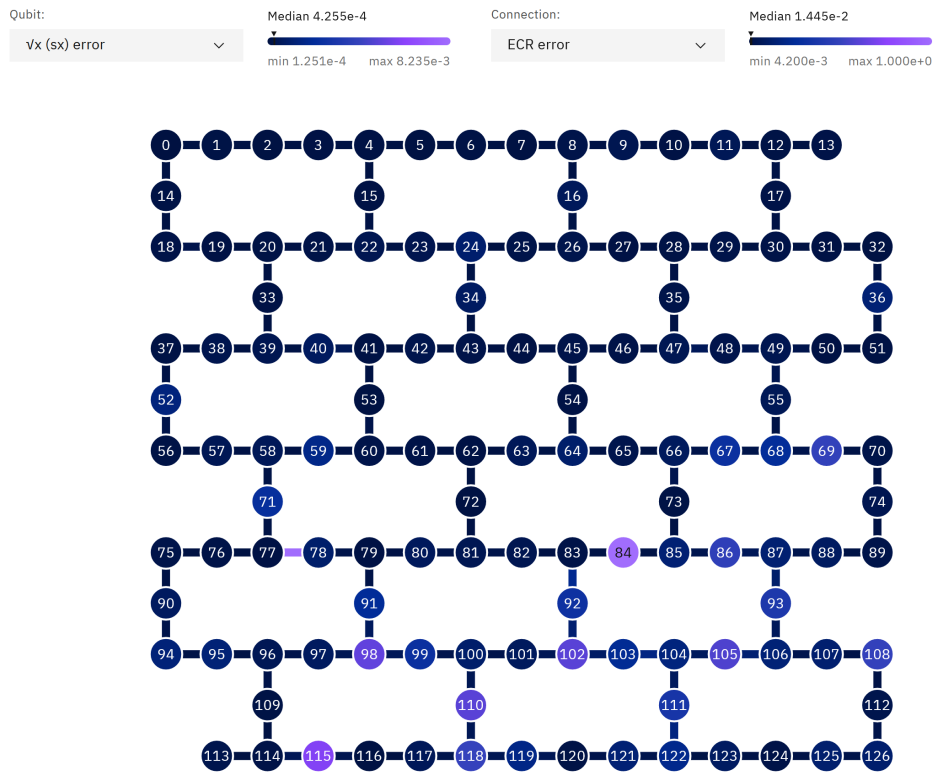 Qubit:
√x (sx) error
Median 4.255e-4
min 1.251e-4 max 8.235e-3
Connection:
ECR error
Median 1.445e-2
min 4.200e-3 max 1.000e+0
0 1 2 3 4 5 6 7 8 9 10 11 12 13
14 15 16 17
18 19 20 21 22 23 24 25 26 27 28 29 30 31 32
33 34 35 36
37 38 39 40 41 42 43 44 45 46 47 48 49 50 51
52 53 54 55
56 57 58 59 60 61 62 63 64 65 66 67 68 69 70
71 72 73 74
75 76 77 78 79 80 81 82 83 84 85 86 87 88 89
90 91 92 93
94 95 96 97 98 99 100 101 102 103 104 105 106 107 108
109 110 111 112
113 114 115 116 117 118 119 120 121 122 123 124 125 126